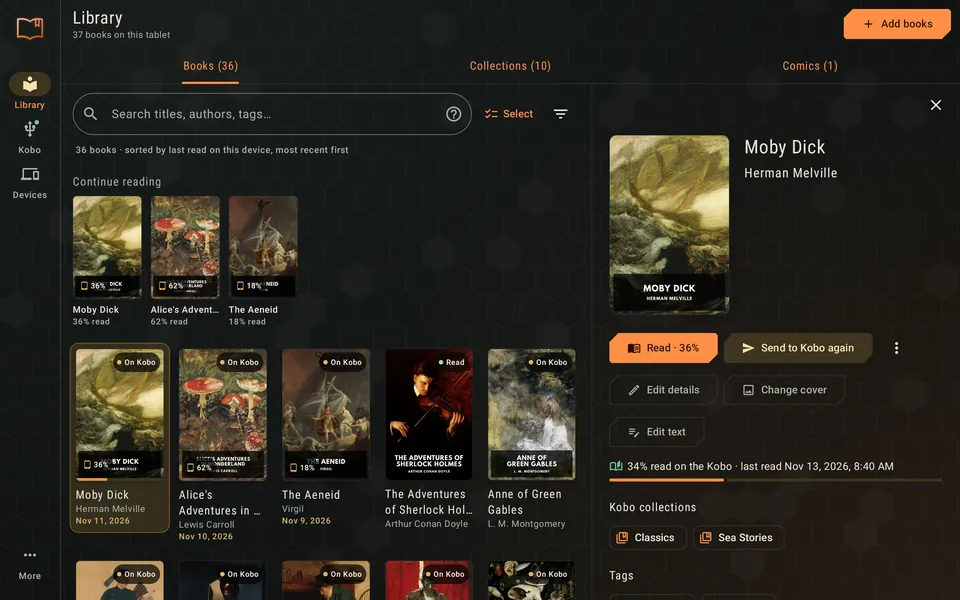 Library
37 books on this tablet
Add books
Library
Kobo
Devices
More
Books (36)
Collections (10)
Comics (1)
Search titles, authors, tags…
Select
36 books · sorted by last read on this device, most recent first
Continue reading
36%
62%
18%
Moby Dick
36% read
Alice's Advent…
62% read
The Aeneid
18% read
On Kobo
On Kobo
On Kobo
Read
On Kobo
36%
62%
18%
THE ADVENTURES OF
SHERLOCK HOLMES
ARTHUR CONAN DOYLE
ANNE OF
GREEN GABLES
L. M. MONTGOMERY
Moby Dick
Herman Melville
Nov 11, 2026
Alice's
Adventures in …
Lewis Carroll
Nov 10, 2026
The Aeneid
Virgil
Nov 9, 2026
The Adventures
of Sherlock Hol…
Arthur Conan Doyle
Anne of Green
Gables
L. M. Montgomery
On Kobo
On Kobo
On Kobo
On Kobo
On Kobo
MOBY DICK
HERMAN MELVILLE
Moby Dick
Herman Melville
Read · 36%
Send to Kobo again
Edit details
Change cover
Edit text
34% read on the Kobo · last read Nov 13, 2026, 8:40 AM
Kobo collections
Classics
Sea Stories
Tags